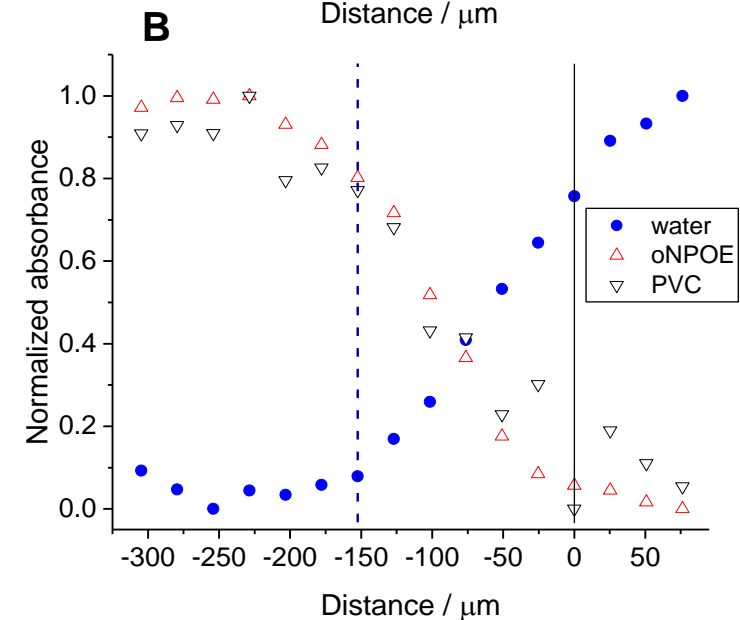 Distance / μm
B
1.0
0.8
0.6
0.4
0.2
0.0
Normalized absorbance
water
oNPOE
PVC
-300 -250 -200 -150 -100 -50 0 50
Distance / μm